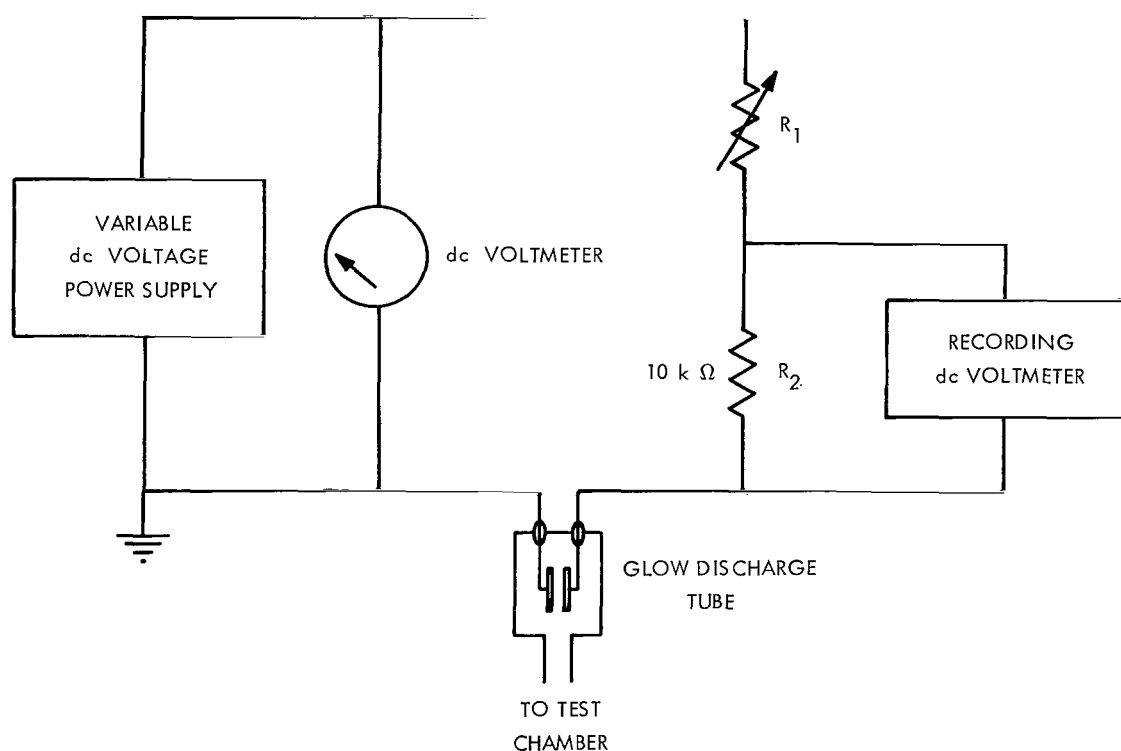 VARIABLE
dc VOLTAGE
POWER SUPPLY
dc VOLTMETER
R1
10 k Ω
R2
RECORDING
dc VOLTMETER
GLOW DISCHARGE
TUBE
TO TEST
CHAMBER